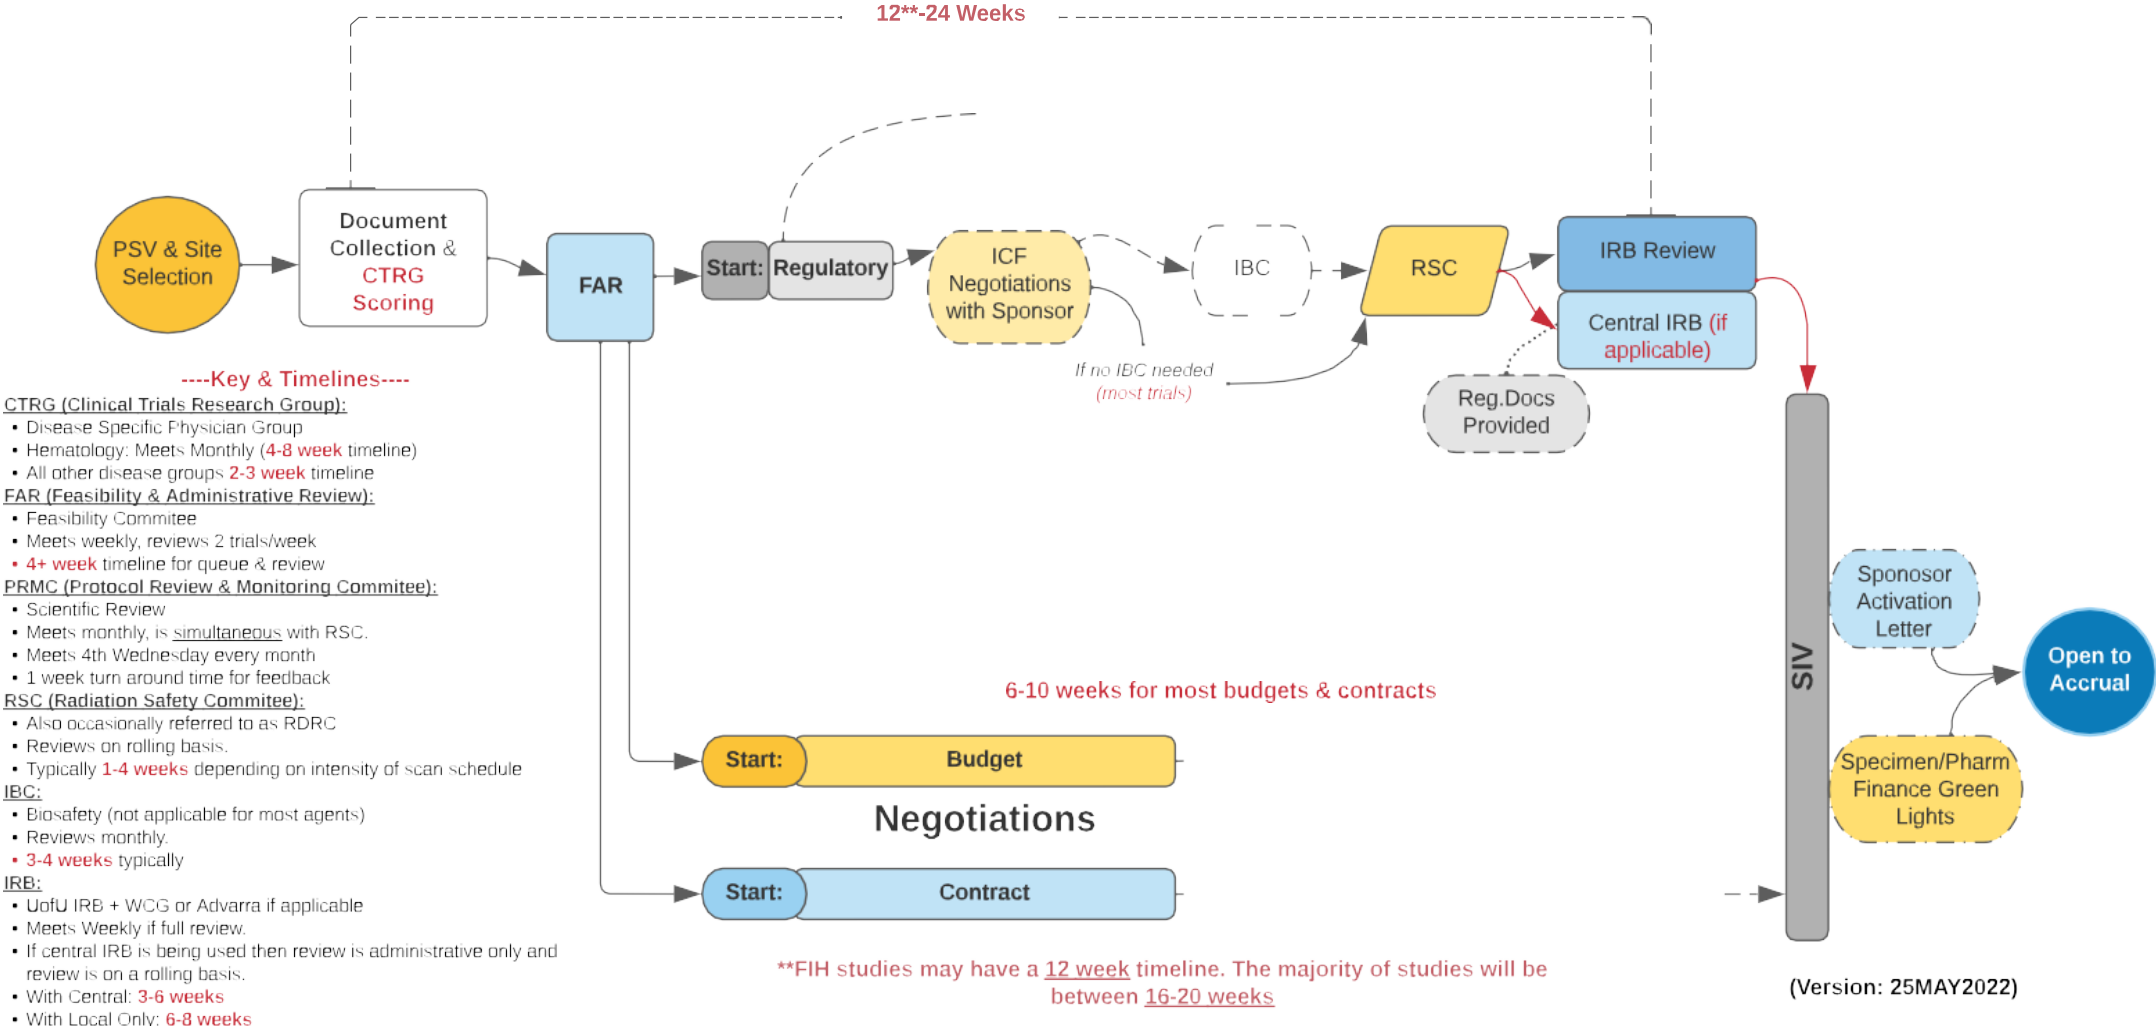 12**-24 Weeks
PSV & Site
Selection
Document
Collection &
CTRG
Scoring
FAR
Start:
Regulatory
ICF
Negotiations
with Sponsor
IBC
RSC
IRB Review
Central IRB (if
applicable)
If no IBC needed
(most trials)
Reg.Docs
Provided
----Key & Timelines----
CTRG (Clinical Trials Research Group):
• Disease Specific Physician Group
• Hematology: Meets Monthly (4-8 week timeline)
• All other disease groups 2-3 week timeline
FAR (Feasibility & Administrative Review):
• Feasibility Commitee
• Meets weekly, reviews 2 trials/week
• 4+ week timeline for queue & review
PRMC (Protocol Review & Monitoring Commitee):
• Scientific Review
• Meets monthly, is simultaneous with RSC.
• Meets 4th Wednesday every month
• 1 week turn around time for feedback
RSC (Radiation Safety Commitee):
• Also occasionally referred to as RDRC
• Reviews on rolling basis.
• Typically 1-4 weeks depending on intensity of scan schedule
IBC:
• Biosafety (not applicable for most agents)
• Reviews monthly.
• 3-4 weeks typically
IRB:
• UofU IRB + WCG or Advarra if applicable
• Meets Weekly if full review.
• If central IRB is being used then review is administrative only and
review is on a rolling basis.
• With Central: 3-6 weeks
• With Local Only: 6-8 weeks
6-10 weeks for most budgets & contracts
Start:
Budget
Negotiations
Start:
Contract
SIV
Sponosor
Activation
Letter
Open to
Accrual
Specimen/Pharm
Finance Green
Lights
**FIH studies may have a 12 week timeline. The majority of studies will be
between 16-20 weeks
(Version: 25MAY2022)